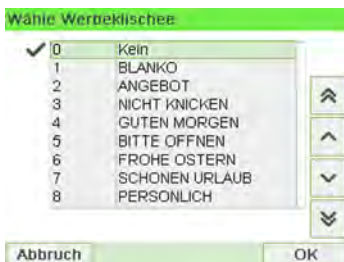 Wähle Werbeklischee
0 Kein
1 BLANKO
2 ANGEBOT
3 NICHT KNICKEN
4 GUTEN MORGEN
5 BITTE OFFNEN
6 FROHE OSTERN
7 SCHONEN URLAUB
8 PERSONLICH
Abbruch OK